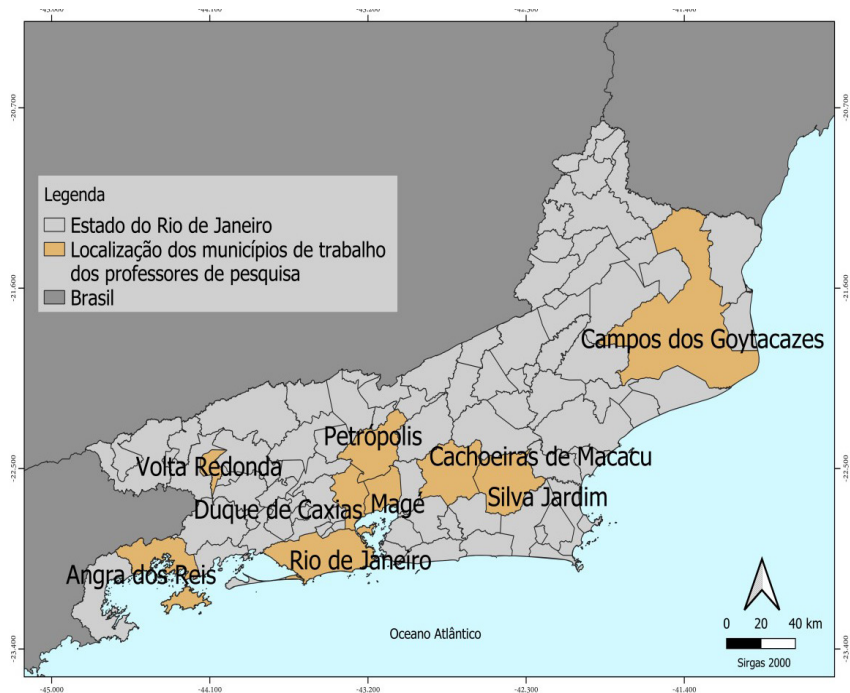 -45.000 -44.100 -43.200 -42.300 -41.400
-20.700 -20.700
Legenda
Estado do Rio de Janeiro
Localização dos municípios de trabalho
dos professores de pesquisa
Brasil
-21.600 -21.600
Campos dos Goytacazes
Petrópolis
Cachoeiras de Macacu
Volta Redonda
-22.500 -22.500
Silva Jardim
Duque de Caxias Magé
Rio de Janeiro
Angra dos Reis
0 20 40 km
Oceano Atlântico
-23.400 -23.400
Sirgas 2000
-45.000 -44.100 -43.200 -42.300 -41.400